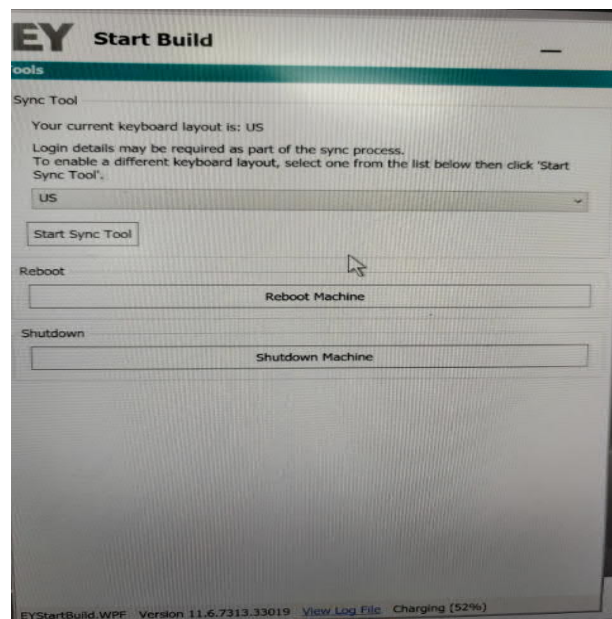 EY Start Build
ools
Sync Tool
Your current keyboard layout is: US
Login details may be required as part of the sync process.
To enable a different keyboard layout, select one from the list below then click 'Start
Sync Tool'.
US
Start Sync Tool
Reboot
Reboot Machine
Shutdown
Shutdown Machine
EYStartBuild.WPF Version 11.6.7313.33019 View Log File Charging (52%)